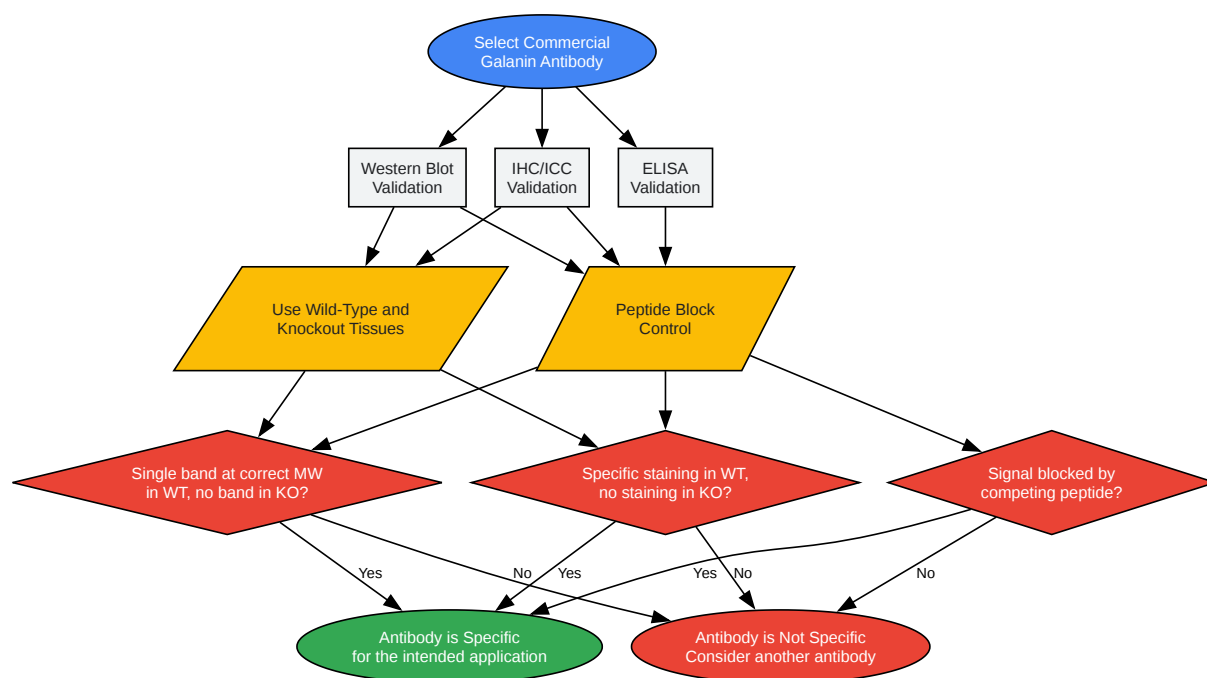 Select Commercial
Galanin Antibody
Western Blot
Validation
IHC/ICC
Validation
ELISA
Validation
Use Wild-Type and
Knockout Tissues
Peptide Block
Control
Single band at correct MW
in WT, no band in KO?
Specific staining in WT,
no staining in KO?
Signal blocked by
competing peptide?
Yes
No
Yes
Yes
No
No
Antibody is Specific
for the intended application
Antibody is Not Specific
Consider another antibody